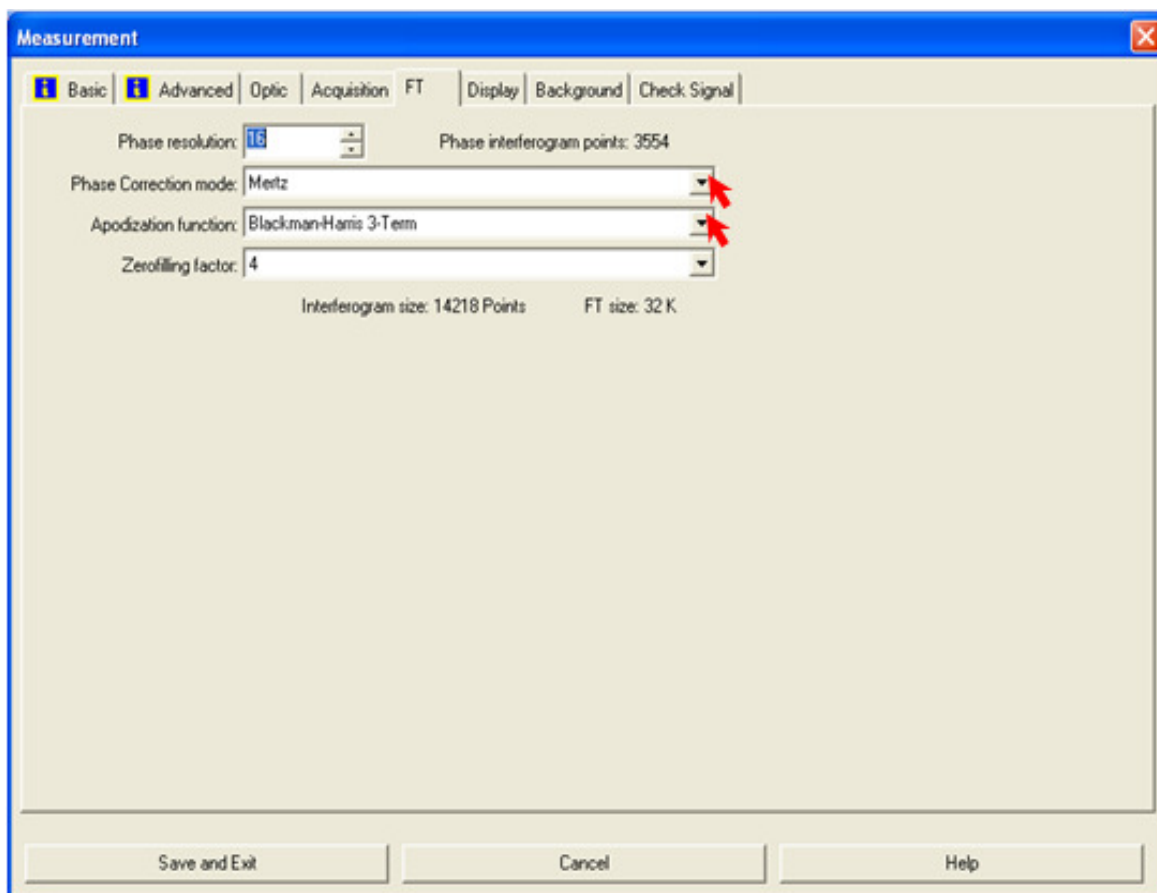 Measurement
Basic Advanced Optic Acquisition FT Display Background Check Signal
Phase resolution: 16 Phase interferogram points: 3554
Phase Correction mode: Mertz
Apodization function: Blackman-Harris 3-Term
Zerofilling factor: 4
Interferogram size: 14218 Points FT size: 32 K
Save and Exit Cancel Help